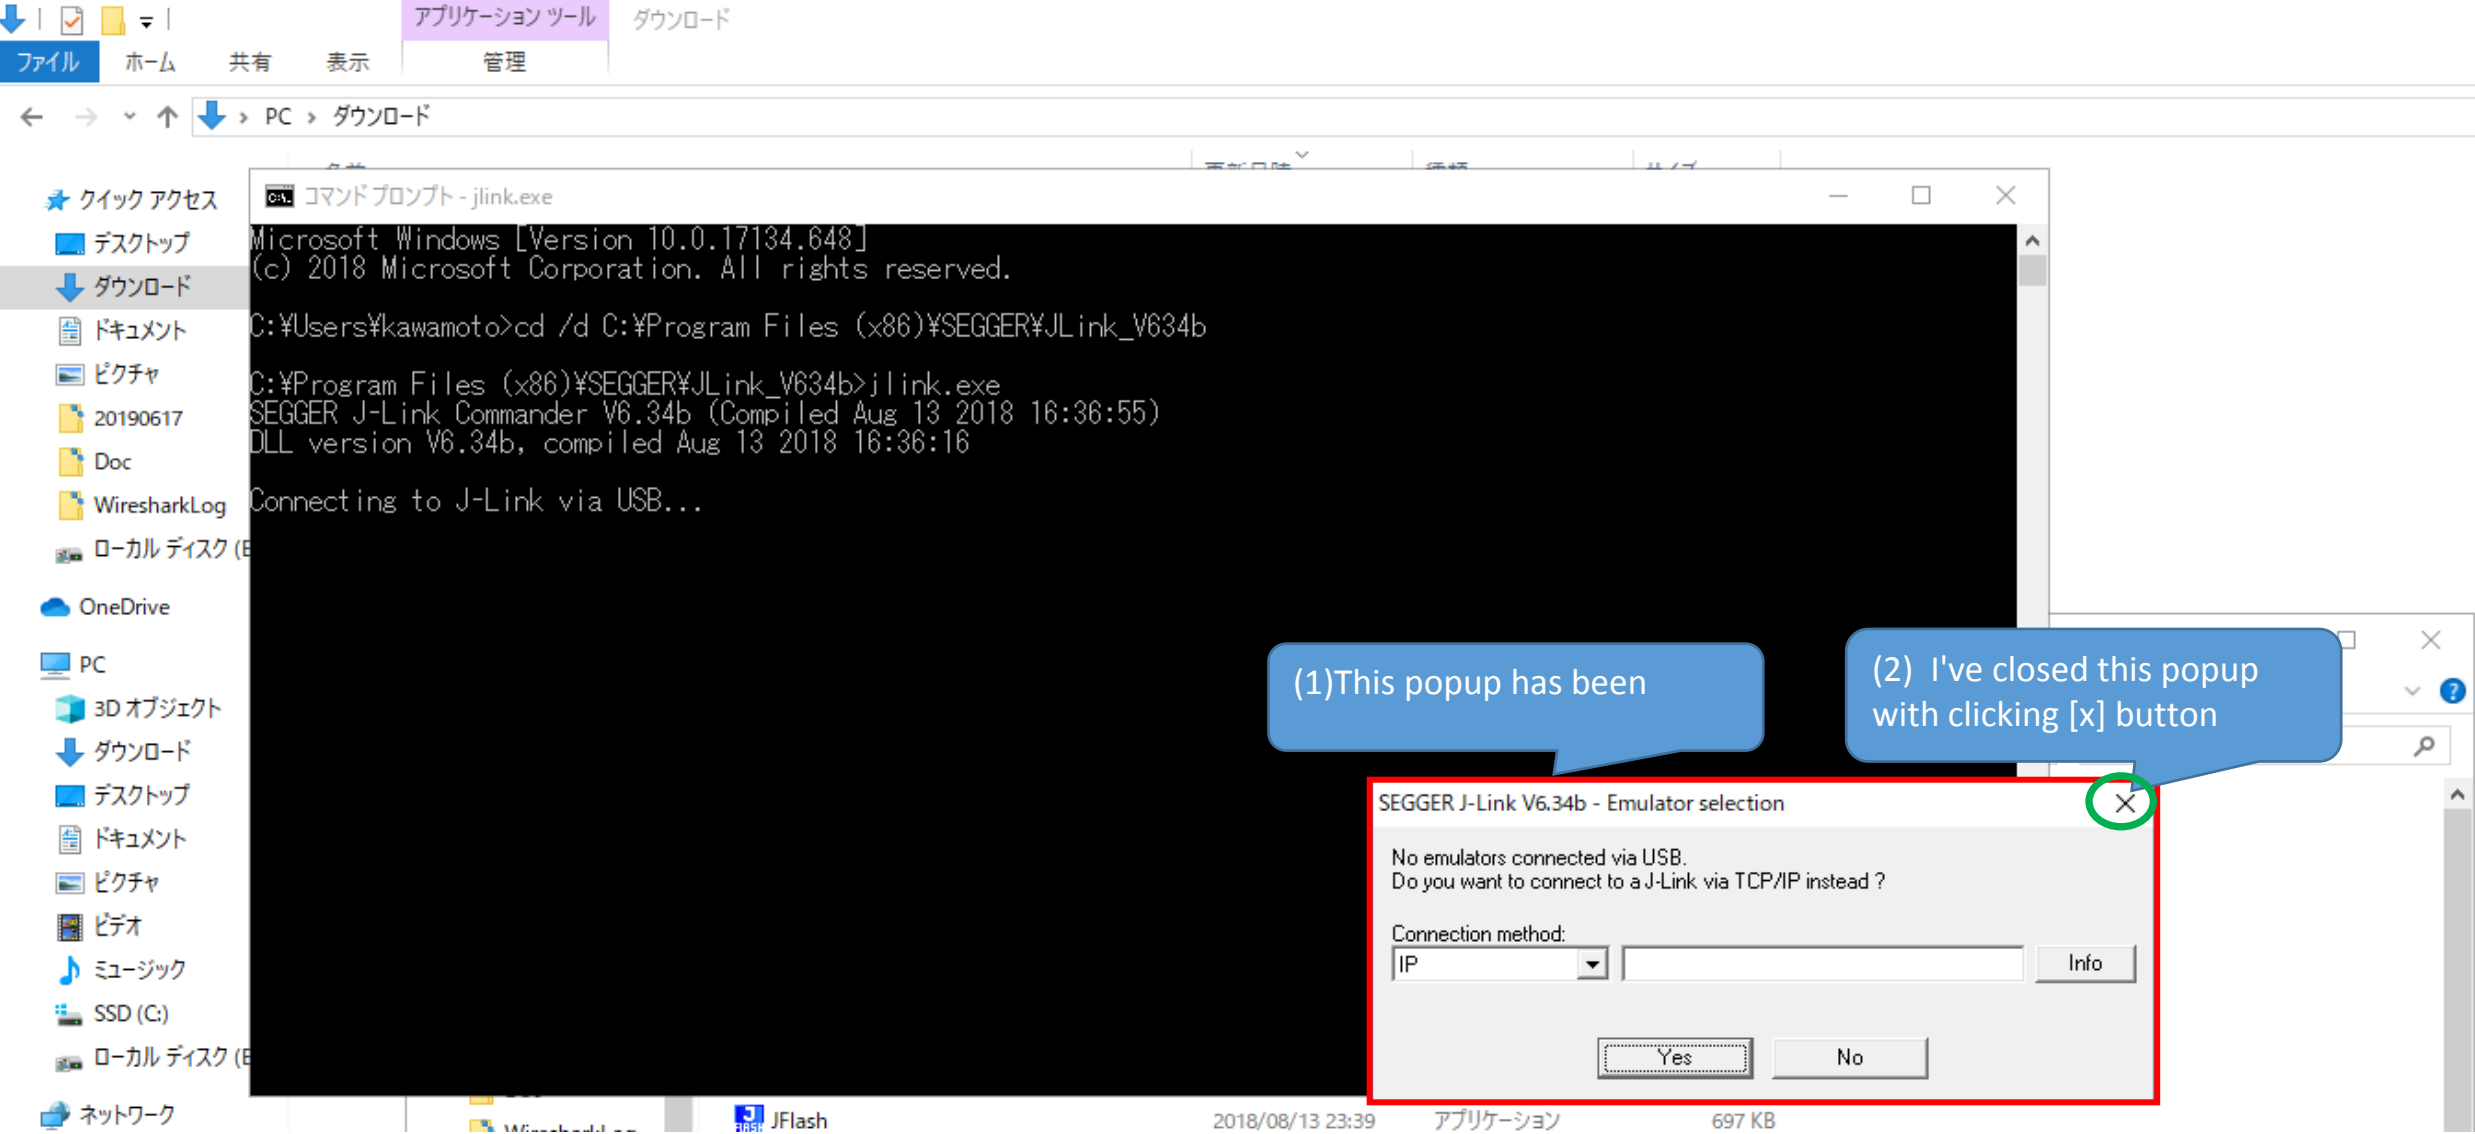 アプリケーション ツール
ダウンロード
ファイル
ホーム
共有
表示
管理
PC
ダウンロード
名前
更新日時
種類
サイズ
クイック アクセス
デスクトップ
ダウンロード
ドキュメント
ピクチャ
20190617
Doc
WiresharkLog
ローカル ディスク (E
OneDrive
PC
3D オブジェクト
ダウンロード
デスクトップ
ドキュメント
ピクチャ
ビデオ
ミュージック
SSD (C:)
ローカル ディスク (E
ネットワーク
コマンド プロンプト - jlink.exe
Microsoft Windows [Version 10.0.17134.648]
(c) 2018 Microsoft Corporation. All rights reserved.
C:¥Users¥kawamoto>cd /d C:¥Program Files (x86)¥SEGGER¥JLink_V634b
C:¥Program Files (x86)¥SEGGER¥JLink_V634b>jlink.exe
SEGGER J-Link Commander V6.34b (Compiled Aug 13 2018 16:36:55)
DLL version V6.34b, compiled Aug 13 2018 16:36:16
Connecting to J-Link via USB...
(1)This popup has been
(2) I've closed this popup
with clicking [x] button
SEGGER J-Link V6.34b - Emulator selection
No emulators connected via USB.
Do you want to connect to a J-Link via TCP/IP instead ?
Connection method:
IP
Info
Yes
No
WiresharkLog
JFlash
2018/08/13 23:39
アプリケーション
697 KB